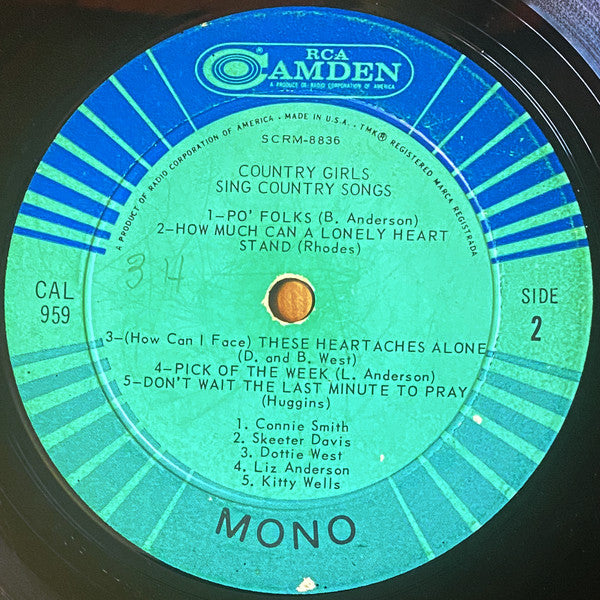 RCA
CAMDEN
A PRODUCT OF RADIO CORPORATION OF AMERICA
A PRODUCT OF RADIO CORPORATION OF AMERICA • MADE IN U.S.A. • TMK® REGISTERED MARCA REGISTRADA
SCRM-8836
COUNTRY GIRLS
SING COUNTRY SONGS
1—PO' FOLKS (B. Anderson)
2—HOW MUCH CAN A LONELY HEART
STAND (Rhodes)
34
CAL
959
SIDE
2
3—(How Can I Face) THESE HEARTACHES ALONE
(D. and B. West)
4—PICK OF THE WEEK (L. Anderson)
5—DON'T WAIT THE LAST MINUTE TO PRAY
(Huggins)
1. Connie Smith
2. Skeeter Davis
3. Dottie West
4. Liz Anderson
5. Kitty Wells
MONO